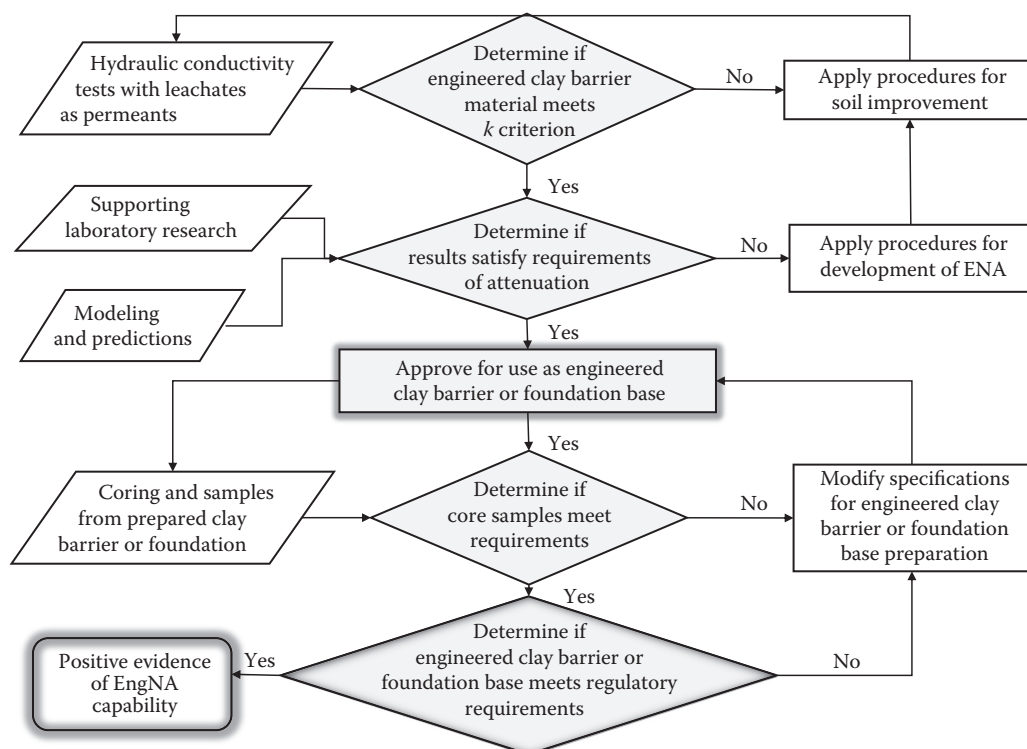 Hydraulic conductivity
tests with leachates
as permeants
Determine if
engineered clay barrier
material meets
k criterion
No
Apply procedures for
soil improvement
Yes
Supporting
laboratory research
Determine if
results satisfy requirements
of attenuation
No
Apply procedures for
development of ENA
Modeling
and predictions
Yes
Approve for use as engineered
clay barrier or foundation base
Yes
Coring and samples
from prepared clay
barrier or foundation
Determine if
core samples meet
requirements
No
Modify specifications
for engineered clay
barrier or foundation
base preparation
Yes
Determine if
engineered clay barrier or
foundation base meets regulatory
requirements
No
Yes
Positive evidence
of EngNA
capability